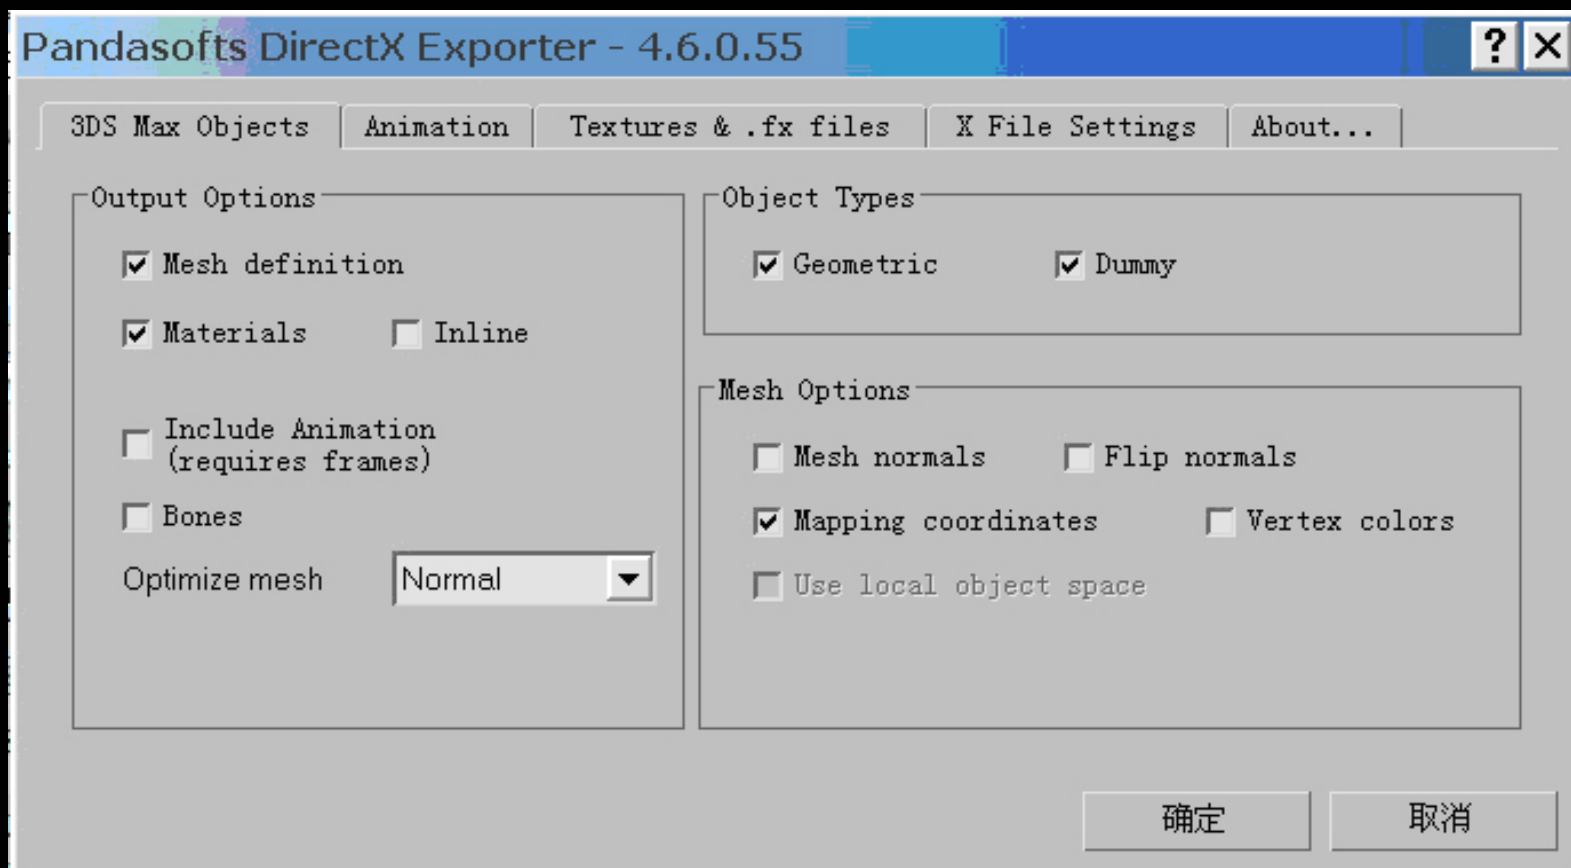 Pandasofts DirectX Exporter - 4.6.0.55
3DS Max Objects
Animation
Textures & .fx files
X File Settings
About...
Output Options
Mesh definition
Materials
Inline
Include Animation
(requires frames)
Bones
Optimize mesh
Normal
Object Types
Geometric
Dummy
Mesh Options
Mesh normals
Flip normals
Mapping coordinates
Vertex colors
Use local object space
确定
取消